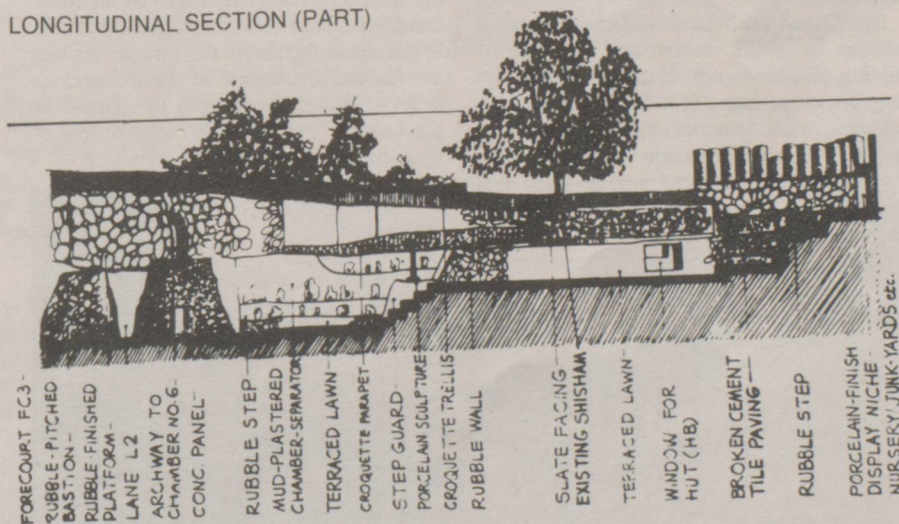 LONGITUDINAL SECTION (PART)
FORECOURT FC3-
RUBBLE-PITCHED
BASTION-
RUBBLE-FINISHED
PLATFORM-
LANE L2
ARCHWAY TO
CHAMBER NO-6-
CONC. PANEL-
RUBBLE STEP
MUD-PLASTERED
CHAMBER-SEPARATOR
TERRACED LAWN-
CROQUETTE PARAPET-
STEP GUARD-
PORCELAIN SCULPTURE-
CROQUETTE TRELLIS-
RUBBLE WALL
SLATE FACING-
EXISTING SHISHAM
TERRACED LAWN-
WINDOW FOR
HUT (HB)
BROKEN CEMENT
TILE PAVING-
RUBBLE STEP
PORCELAIN-FINISH
DISPLAY NICHE-
NURSERY/JUNK-YARDS etc.